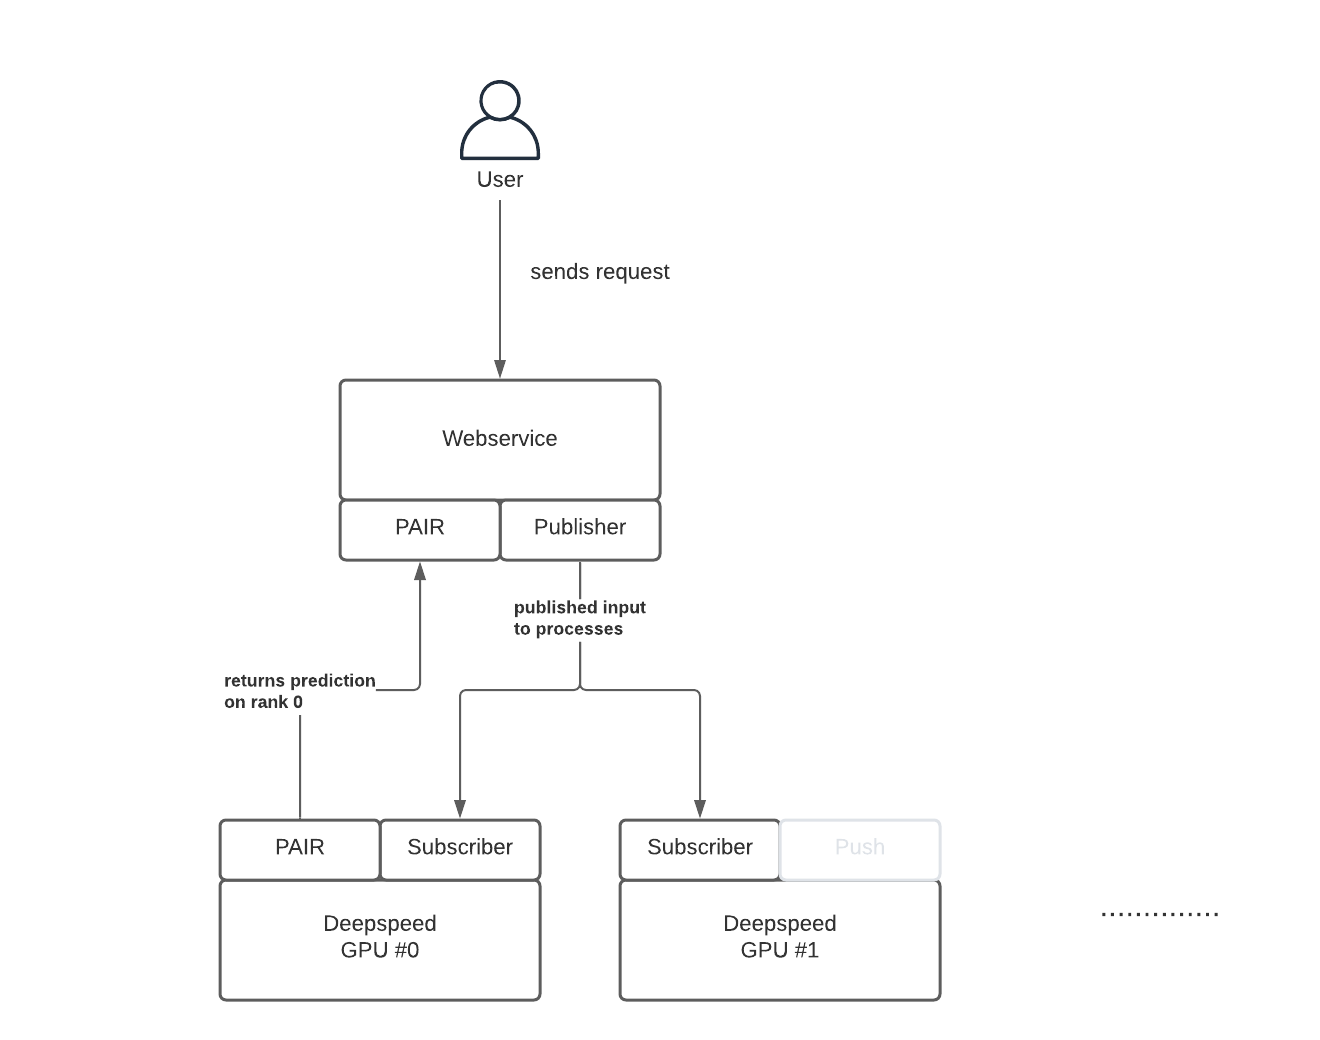 User
sends request
Webservice
PAIR
Publisher
published input
to processes
returns prediction
on rank 0
PAIR
Subscriber
Subscriber
Push
Deepspeed
GPU #0
Deepspeed
GPU #1
..............